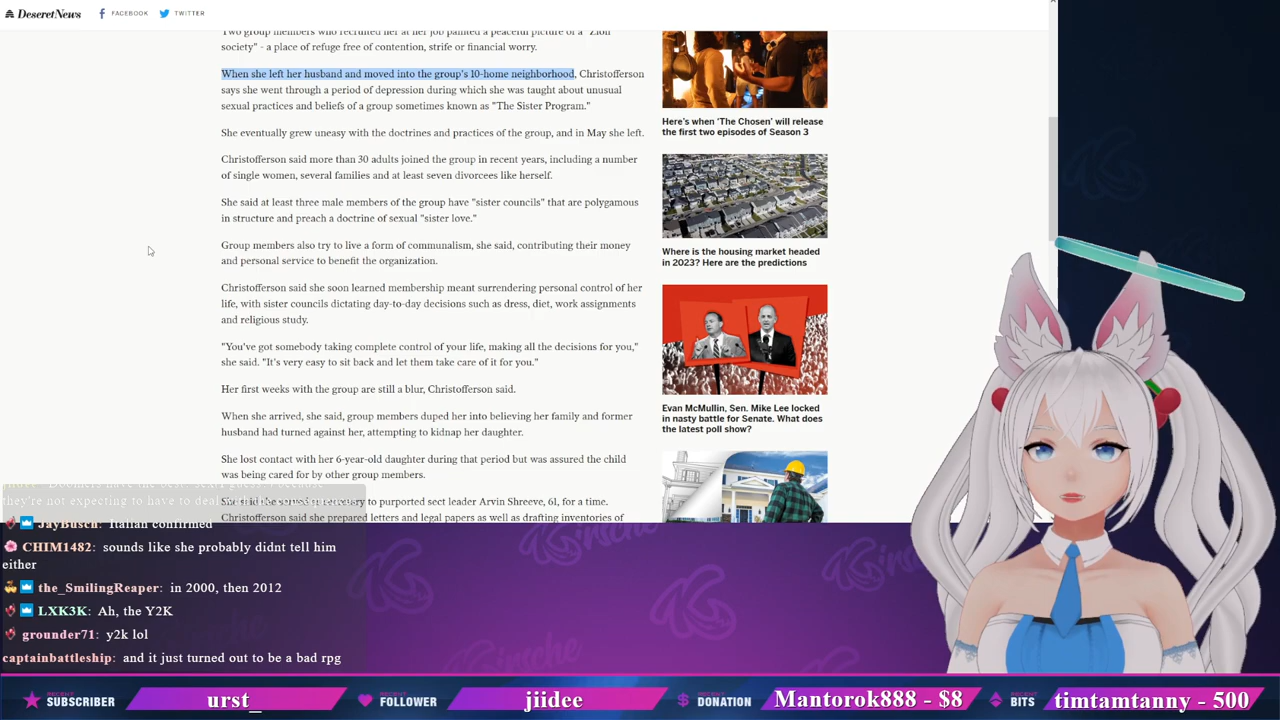 DeseretNews
FACEBOOK
TWITTER
Two group members who recruited her at her job painted a peaceful picture of a "Zion
society" - a place of refuge free of contention, strife or financial worry.
When she left her husband and moved into the group's 10-home neighborhood, Christofferson
says she went through a period of depression during which she was taught about unusual
sexual practices and beliefs of a group sometimes known as "The Sister Program."
She eventually grew uneasy with the doctrines and practices of the group, and in May she left.
Christofferson said more than 30 adults joined the group in recent years, including a number
of single women, several families and at least seven divorcees like herself.
She said at least three male members of the group have "sister councils" that are polygamous
in structure and preach a doctrine of sexual "sister love."
Group members also try to live a form of communalism, she said, contributing their money
and personal service to benefit the organization.
Christofferson said she soon learned membership meant surrendering personal control of her
life, with sister councils dictating day-to-day decisions such as dress, diet, work assignments
and religious study.
"You've got somebody taking complete control of your life, making all the decisions for you,"
she said. "It's very easy to sit back and let them take care of it for you."
Her first weeks with the group are still a blur, Christofferson said.
When she arrived, she said, group members duped her into believing her family and former
husband had turned against her, attempting to kidnap her daughter.
She lost contact with her 6-year-old daughter during that period but was assured the child
was being cared for by other group members.
to purported sect leader Arvin Shreeve, 61, for a time.
Christofferson said she prepared letters and legal papers as well as drafting inventories of
Here's when 'The Chosen' will release
the first two episodes of Season 3
Where is the housing market headed
in 2023? Here are the predictions
Evan McMullin, Sen. Mike Lee locked
in nasty battle for Senate. What does
the latest poll show?
they're not expecting to have to deal with the consequences
JayBusch: Italian confirmed
CHIM1482: sounds like she probably didnt tell him
either
the_SmilingReaper: in 2000, then 2012
LXK3K: Ah, the Y2K
grounder71: y2k lol
captainbattleship: and it just turned out to be a bad rpg
RECENT
SUBSCRIBER
urst_
RECENT
FOLLOWER
jiidee
RECENT
DONATION
Mantorok888 - $8
RECENT
BITS
timtamtanny - 500